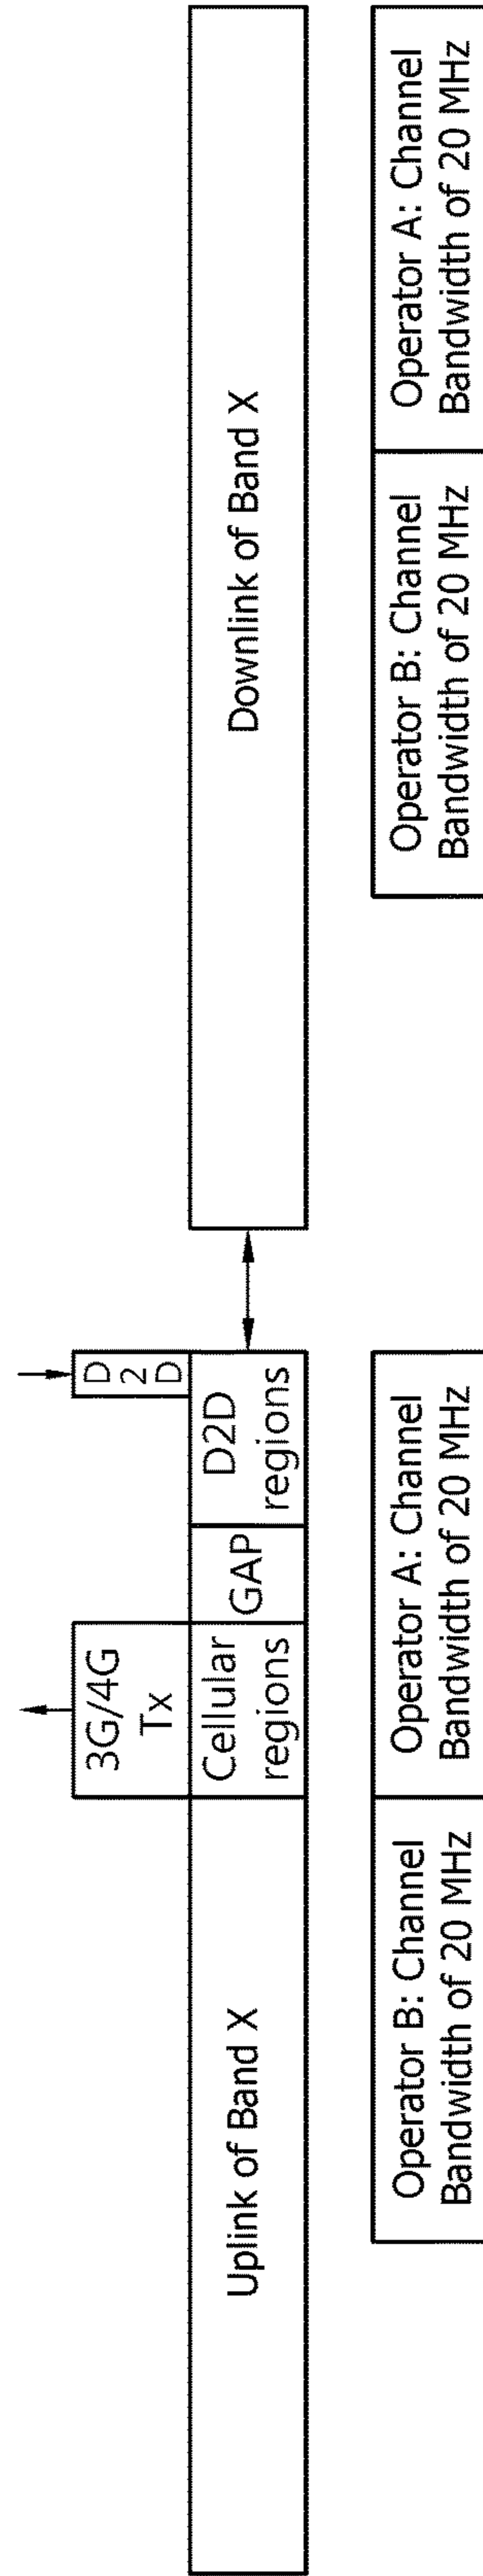 3G/4G
Tx
D
2
D
Uplink of Band X
Cellular
regions
GAP
D2D
regions
Downlink of Band X
Operator B: Channel
Bandwidth of 20 MHz
Operator A: Channel
Bandwidth of 20 MHz
Operator B: Channel
Bandwidth of 20 MHz
Operator A: Channel
Bandwidth of 20 MHz